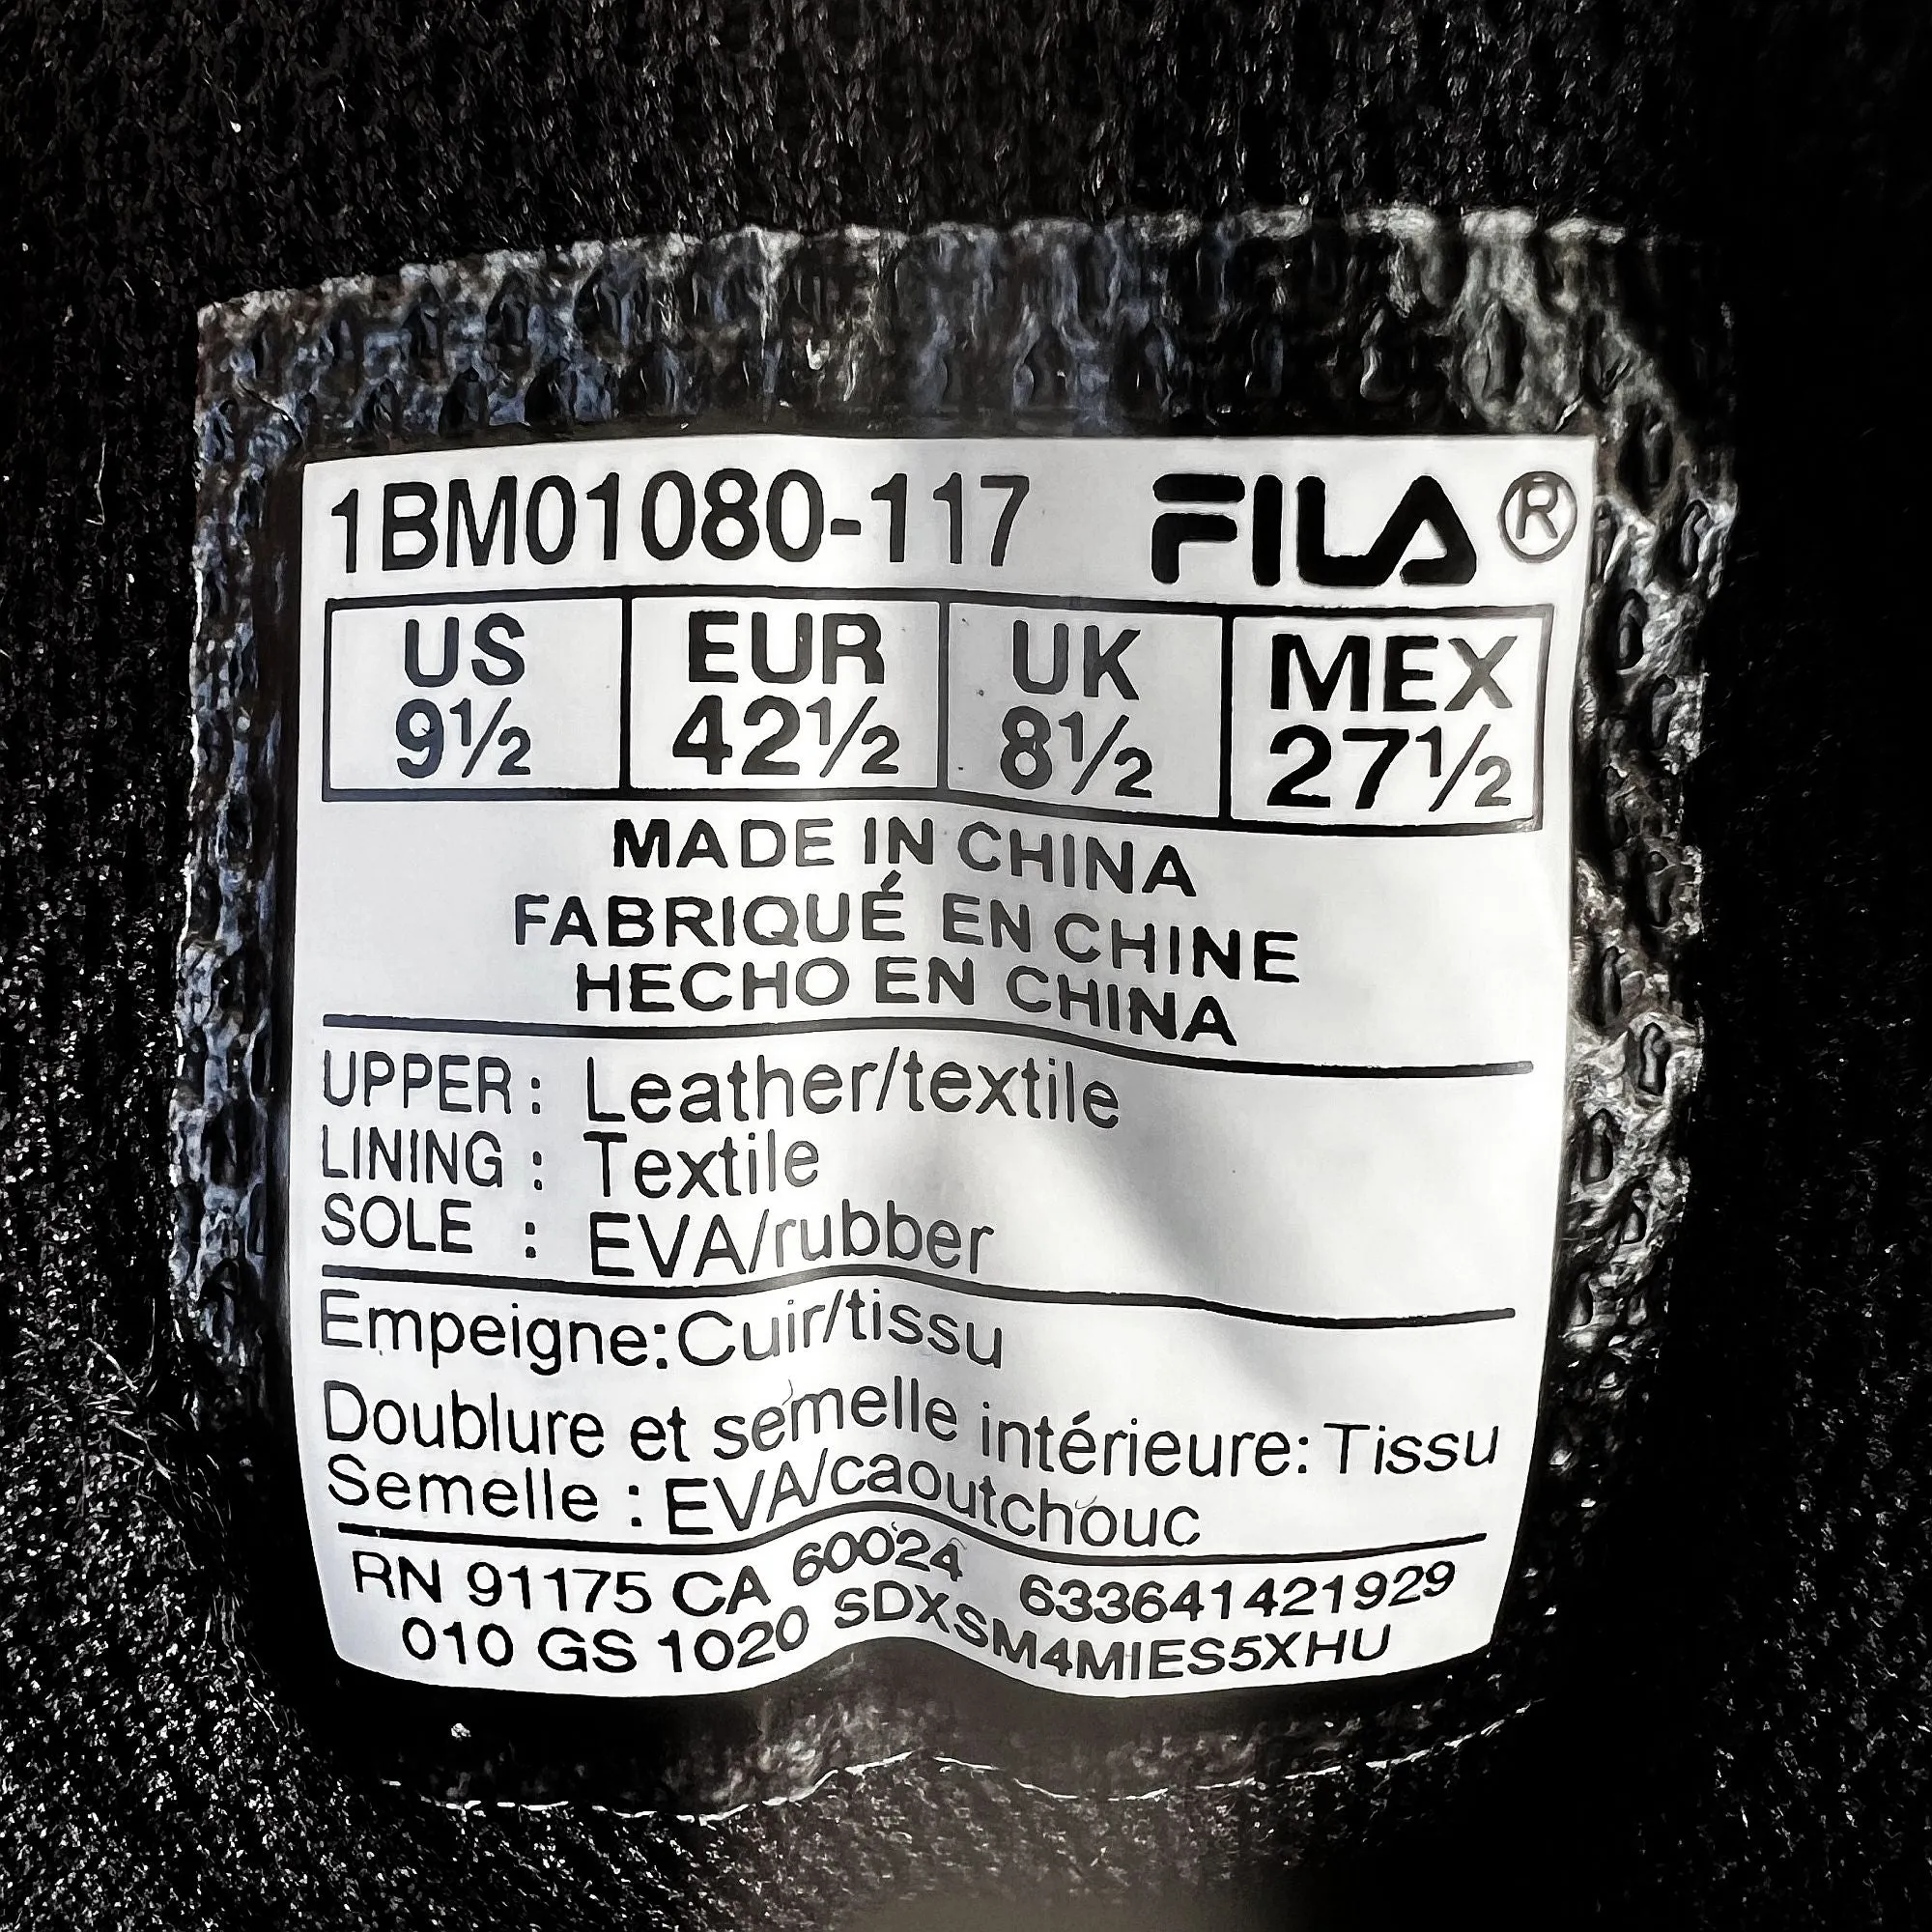 1BM01080-117 FILA®
US EUR UK MEX
9½ 42½ 8½ 27½
MADE IN CHINA
FABRIQUÉ EN CHINE
HECHO EN CHINA
UPPER : Leather/textile
LINING : Textile
SOLE : EVA/rubber
Empeigne:Cuir/tissu
Doublure et semelle intérieure: Tissu
Semelle : EVA/caoutchouc
RN 91175 CA 60024 633641421929
010 GS 1020 SDXSM4MIES5XHU